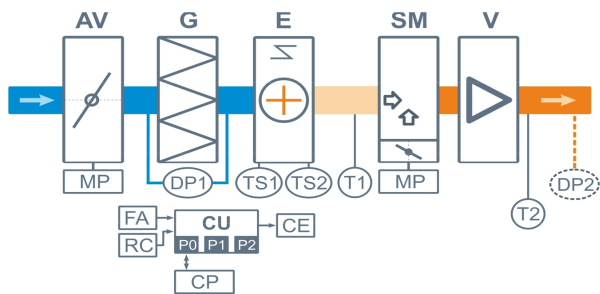 AV G E SM V
MP DP1 TS1 TS2 T1 MP DP2
T2
FA CU CE
RC P0 P1 P2
CP